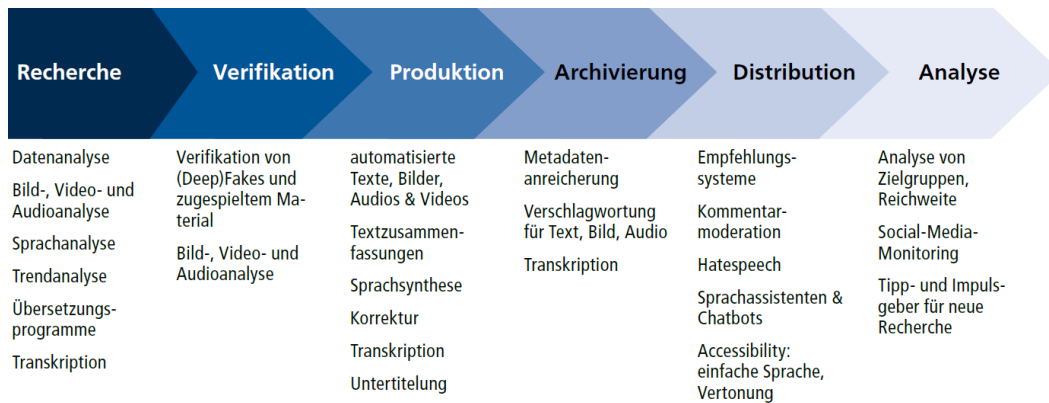 Recherche
Verifikation
Produktion
Archivierung
Distribution
Analyse
Datenanalyse
Bild-, Video- und
Audioanalyse
Sprachanalyse
Trendanalyse
Übersetzungs-
programme
Transkription
Verifikation von
(Deep)Fakes und
zugespieltem Ma-
terial
Bild-, Video- und
Audioanalyse
automatisierte
Texte, Bilder,
Audios & Videos
Textzusammen-
fassungen
Sprachsynthese
Korrektur
Transkription
Untertitelung
Metadaten-
anreicherung
Verschlagwortung
für Text, Bild, Audio
Transkription
Empfehlungs-
systeme
Kommentar-
moderation
Hatespeech
Sprachassistenten &
Chatbots
Accessibility:
einfache Sprache,
Vertonung
Analyse von
Zielgruppen,
Reichweite
Social-Media-
Monitoring
Tipp- und Impuls-
geber für neue
Recherche